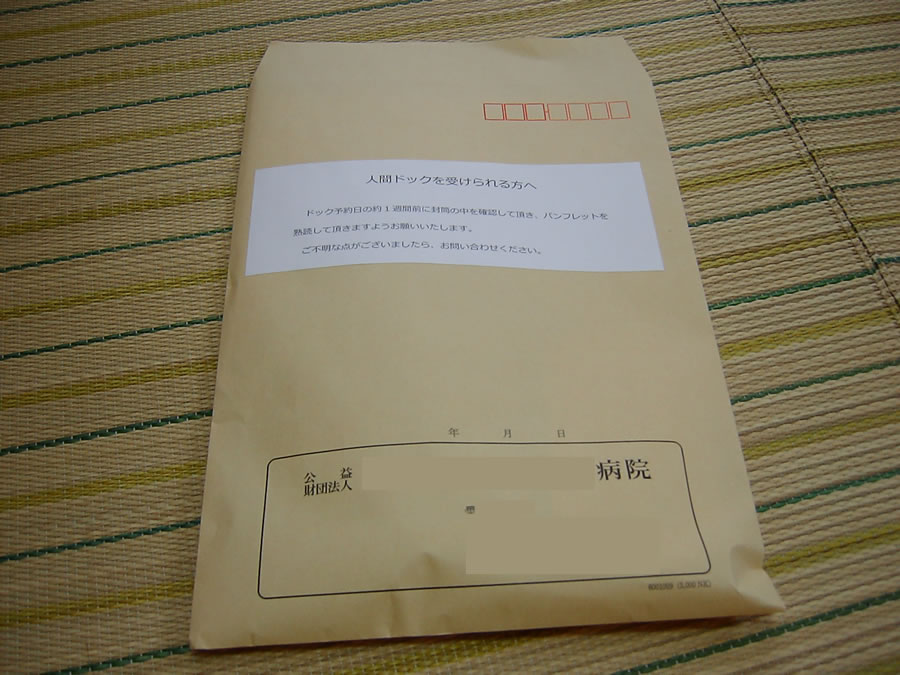 人間ドックを受けられる方へ
ドック予約日の約1週間前に封筒の中を確認して頂き、パンフレットを
熟読して頂きますようお願いいたします。
ご不明な点がございましたら、お問い合わせください。
年 月 日
公益
財団法人 病院